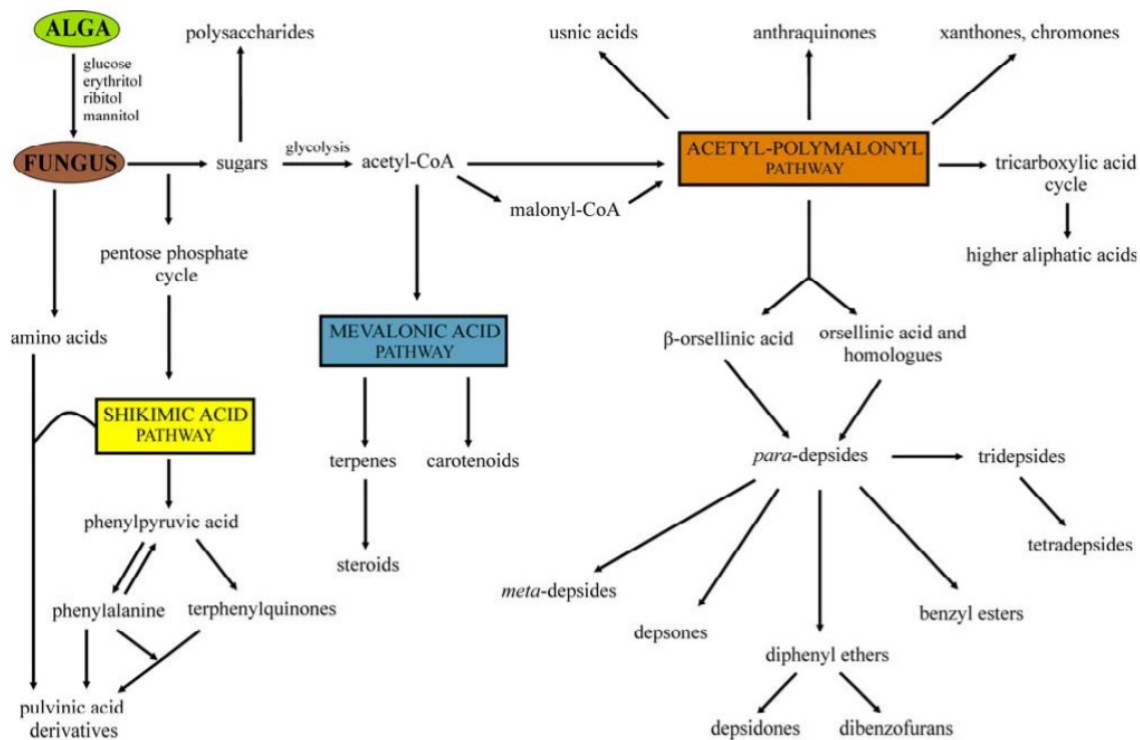 ALGA
polysaccharides
usnic acids
anthraquinones
xanthones, chromones
glucose
erythritol
ribitol
mannitol
FUNGUS
sugars
glycolysis
acetyl-CoA
malonyl-CoA
ACETYL-POLYMALONYL
PATHWAY
tricarboxylic acid
cycle
higher aliphatic acids
pentose phosphate
cycle
amino acids
MEVALONIC ACID
PATHWAY
β-orsellinic acid
orsellinic acid and
homologues
SHIKIMIC ACID
PATHWAY
terpenes
carotenoids
para-depsides
tridepsides
phenylpyruvic acid
steroids
tetradepsides
meta-depsides
phenylalanine
terphenylquinones
depsones
benzyl esters
diphenyl ethers
pulvinic acid
derivatives
depsidones
dibenzofurans